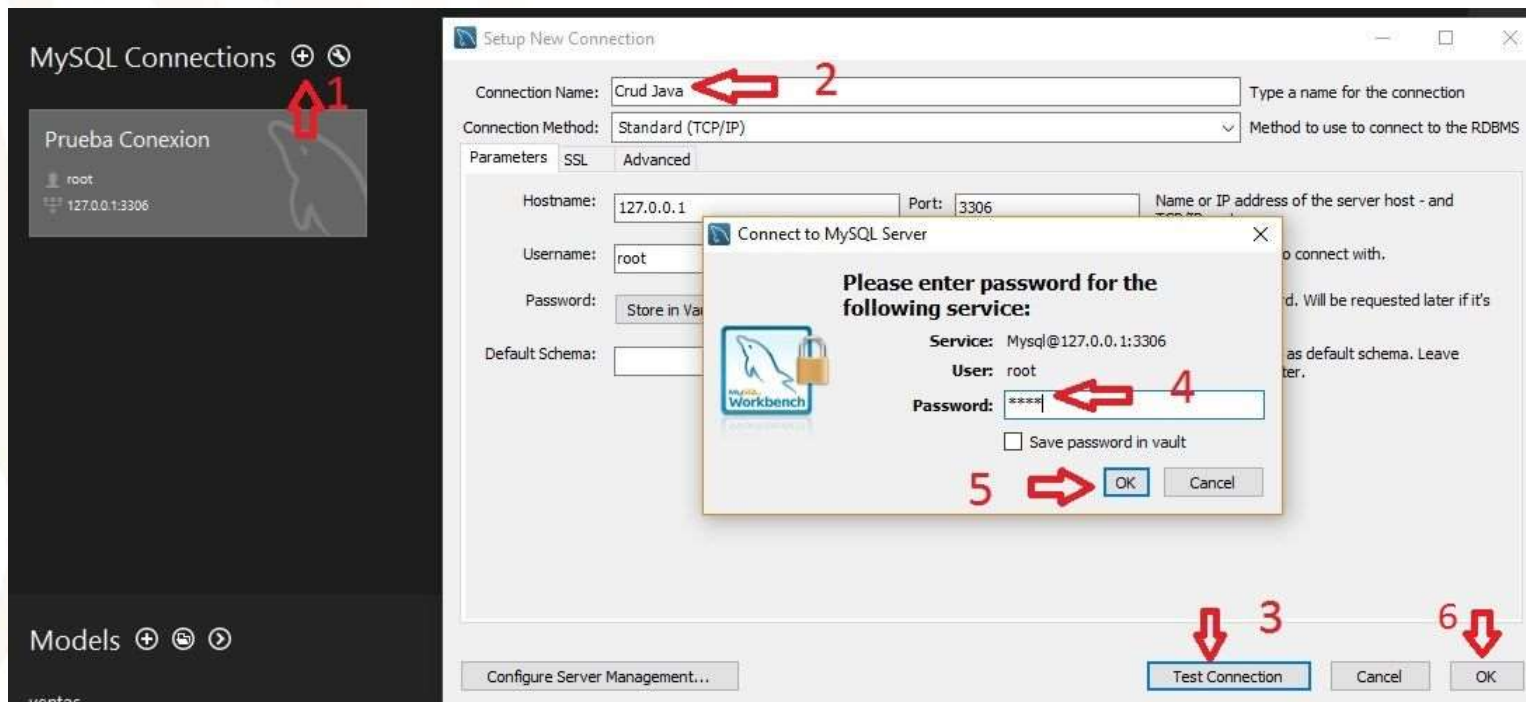 MySQL Connections
1
Prueba Conexion
root
127.0.0.1:3306
Models
Setup New Connection
Connection Name: Crud Java 2 Type a name for the connection
Connection Method: Standard (TCP/IP) Method to use to connect to the RDBMS
Parameters SSL Advanced
Hostname: 127.0.0.1 Port: 3306 Name or IP address of the server host - and
Username: root o connect with.
Password: Store in Va d. Will be requested later if it's
Default Schema: as default schema. Leave
ter.
Connect to MySQL Server
Please enter password for the
following service:
Service: Mysql@127.0.0.1:3306
User: root
Password: **** 4
MySQL
Workbench
Save password in vault
5 OK Cancel
3 6
Configure Server Management... Test Connection Cancel OK